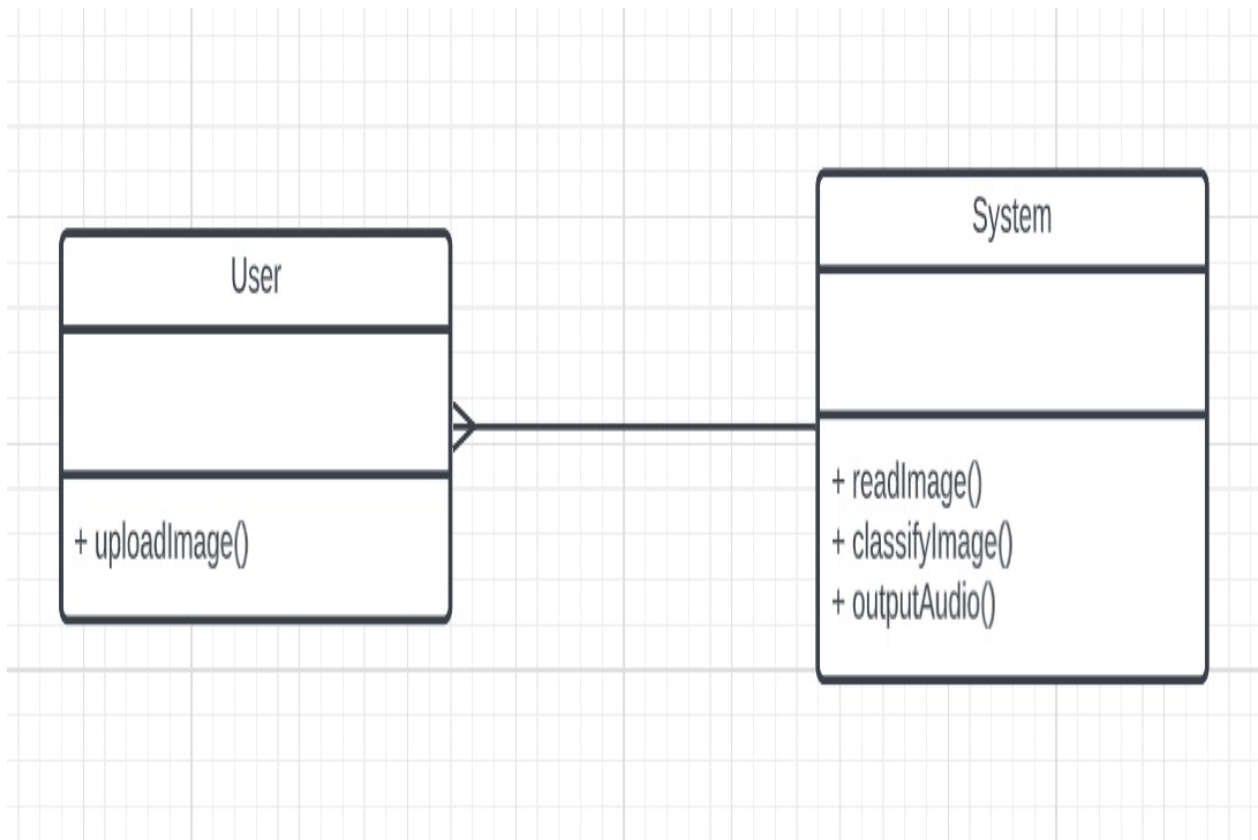 User
+ uploadImage()
System
+ readImage()
+ classifyImage()
+ outputAudio()